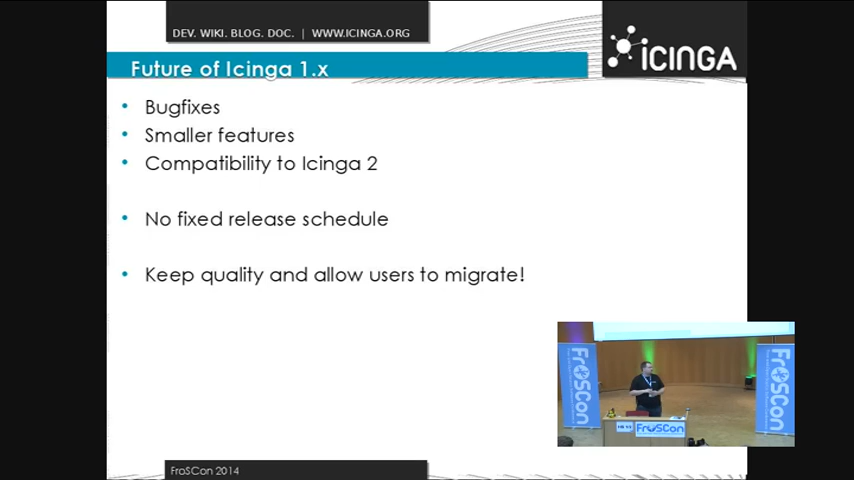 DEV. WIKI. BLOG. DOC. | WWW.ICINGA.ORG
ICINGA
Future of Icinga 1.x
• Bugfixes
• Smaller features
• Compatibility to Icinga 2
• No fixed release schedule
• Keep quality and allow users to migrate!
FrOSCon
FrOSCon
FrOSCon
FroSCon 2014